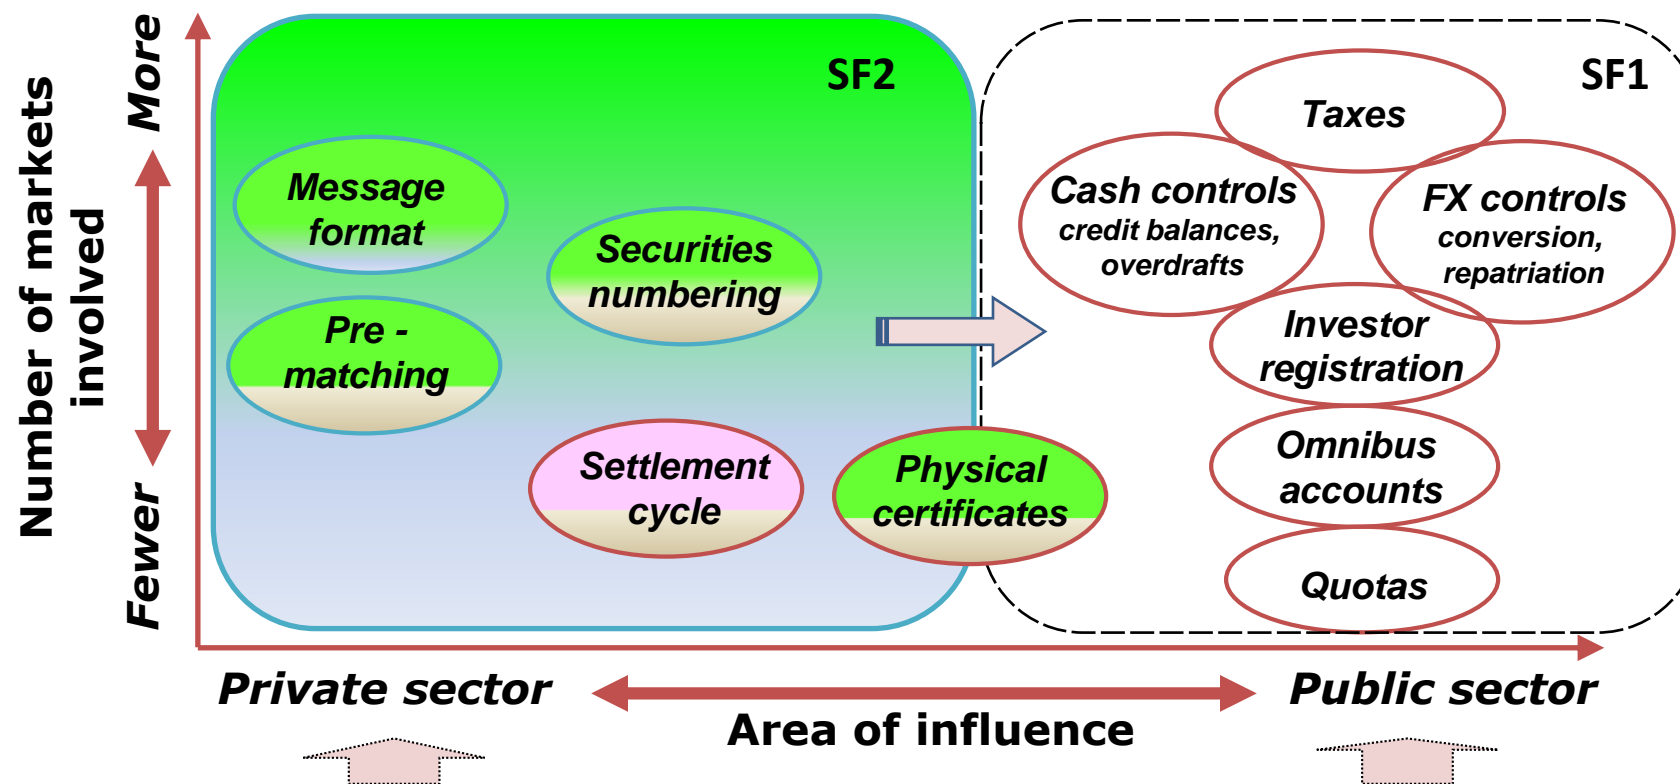 Number of markets
involved
More
Fewer
SF2
SF1
Message
format
Securities
numbering
Pre -
matching
Settlement
cycle
Physical
certificates
Taxes
Cash controls
credit balances,
overdrafts
FX controls
conversion,
repatriation
Investor
registration
Omnibus
accounts
Quotas
Private sector
Public sector
Area of influence